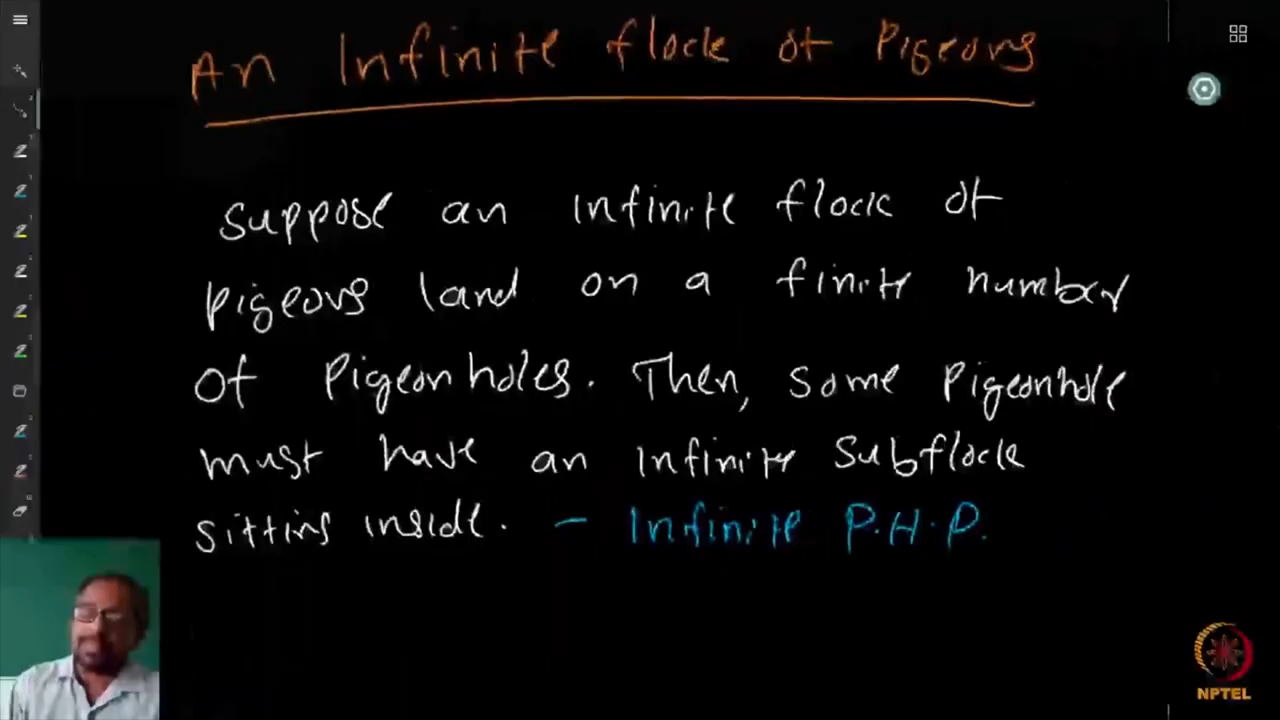 An Infinite flock of Pigeons
Suppose an infinite flock of
pigeons land on a finite number
of Pigeonholes. Then, some Pigeonhole
must have an infinite subflock
sitting inside. - Infinite P.H.P.
NPTEL